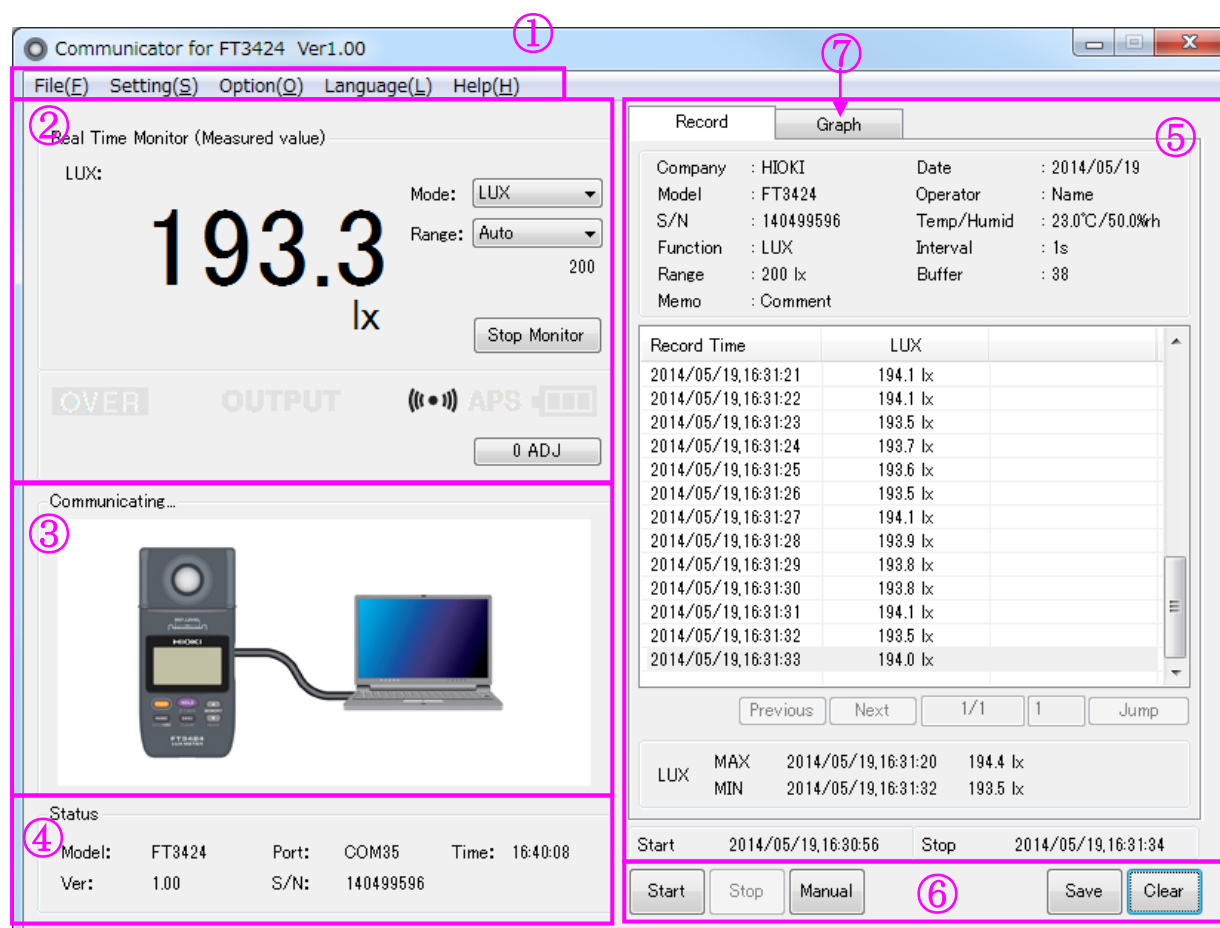 ①
Communicator for FT3424 Ver1.00
⑦
File(F) Setting(S) Option(O) Language(L) Help(H)
②
Real Time Monitor (Measured value)
LUX:
193.3
lx
Mode: LUX
Range: Auto
200
Stop Monitor
OVER OUTPUT APS
0 ADJ
Communicating...
③
HIOKI
FT3424
LUX METER
Status
④
Model: FT3424 Port: COM35 Time: 16:40:08
Ver: 1.00 S/N: 140499596
Record Graph
⑤
Company : HIOKI Date : 2014/05/19
Model : FT3424 Operator : Name
S/N : 140499596 Temp/Humid : 23.0℃/50.0%rh
Function : LUX Interval : 1s
Range : 200 lx Buffer : 38
Memo : Comment
Record Time LUX
2014/05/19,16:31:21 194.1 lx
2014/05/19,16:31:22 194.1 lx
2014/05/19,16:31:23 193.5 lx
2014/05/19,16:31:24 193.7 lx
2014/05/19,16:31:25 193.6 lx
2014/05/19,16:31:26 193.5 lx
2014/05/19,16:31:27 194.1 lx
2014/05/19,16:31:28 193.9 lx
2014/05/19,16:31:29 193.8 lx
2014/05/19,16:31:30 193.8 lx
2014/05/19,16:31:31 194.1 lx
2014/05/19,16:31:32 193.5 lx
2014/05/19,16:31:33 194.0 lx
Previous Next 1/1 1 Jump
LUX
MAX 2014/05/19,16:31:20 194.4 lx
MIN 2014/05/19,16:31:32 193.5 lx
Start 2014/05/19,16:30:56 Stop 2014/05/19,16:31:34
Start Stop Manual ⑥ Save Clear